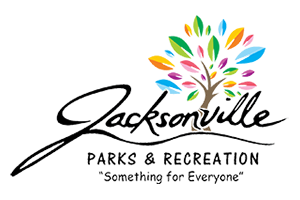 Jacksonville
PARKS & RECREATION
"Something for Everyone"